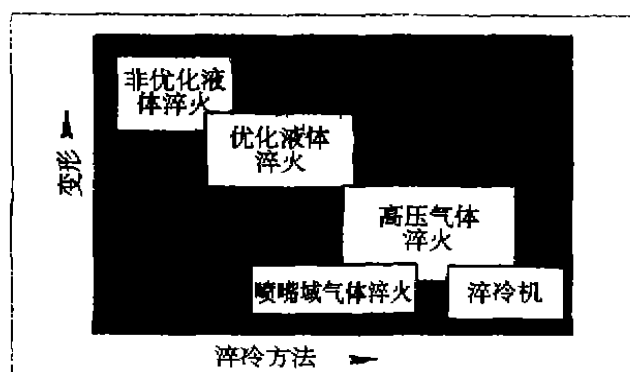 非优化液
体淬火
优化液体
淬火
高压气体
淬火
喷嘴域气体淬火
淬冷机
变形
淬冷方法